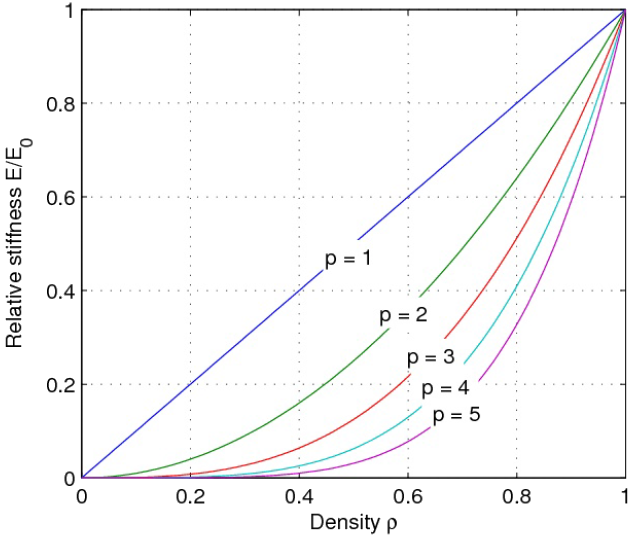 1
0.8
0.6
0.4
0.2
0
Relative stiffness E/E0
p = 1
p = 2
p = 3
p = 4
p = 5
0 0.2 0.4 0.6 0.8 1
Density ρ